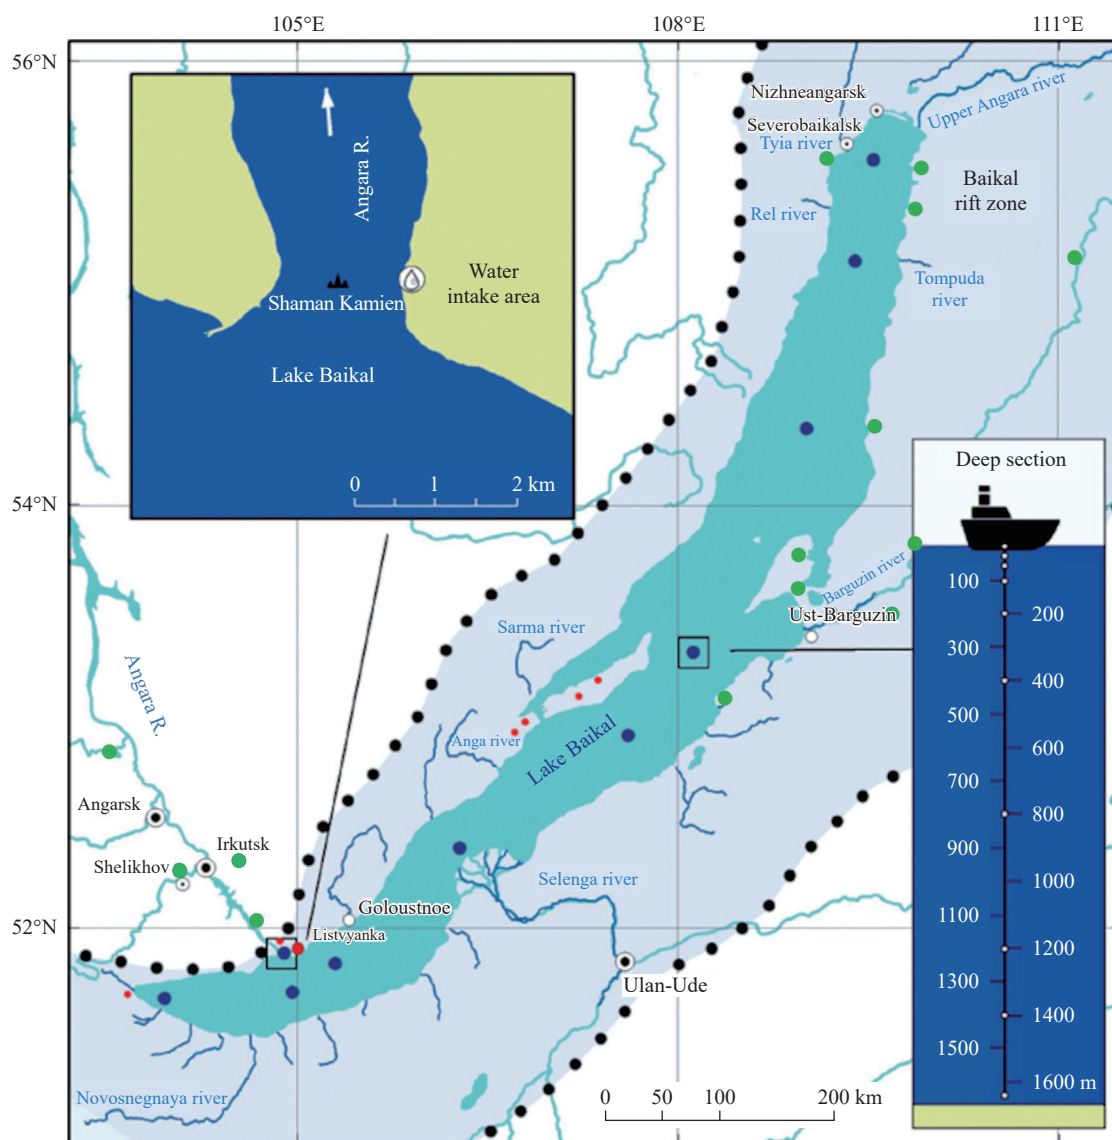 105°E
108°E
111°E
56°N
54°N
52°N
Nizhneangarsk
Severobaikalsk
Tyia river
Upper Angara river
Baikal
rift zone
Rel river
Tompuda
river
Angara R.
Water
intake area
Shaman Kamien
Lake Baikal
0 1 2 km
Deep section
100
200
300
400
500
600
700
800
900
1000
1100
1200
1300
1400
1500
1600 m
Barguzin river
Ust-Barguzin
Sarma river
Anga river
Lake Baikal
Angara R.
Angarsk
Irkutsk
Shelikhov
Selenga river
Goloustnoe
Listvyanka
Ulan-Ude
Novosnegnaya river
0 50 100 200 km